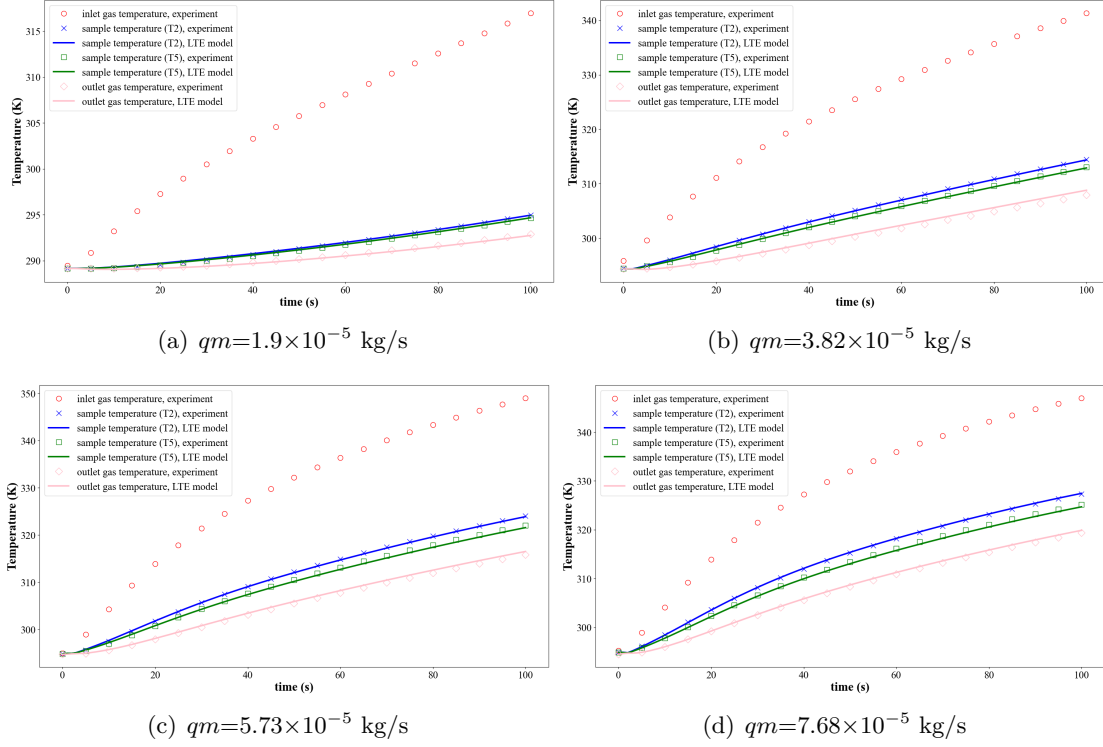 inlet gas temperature, experiment
sample temperature (T2), experiment
sample temperature (T2), LTE model
sample temperature (T5), experiment
sample temperature (T5), LTE model
outlet gas temperature, experiment
outlet gas temperature, LTE model
Temperature (K)
315
310
305
300
295
289
0 20 40 60 80 100
time (s)
(a) qm=1.9×10⁻⁵ kg/s
inlet gas temperature, experiment
sample temperature (T2), experiment
sample temperature (T2), LTE model
sample temperature (T5), experiment
sample temperature (T5), LTE model
outlet gas temperature, experiment
outlet gas temperature, LTE model
Temperature (K)
340
330
320
310
300
0 20 40 60 80 100
time (s)
(b) qm=3.82×10⁻⁵ kg/s
inlet gas temperature, experiment
sample temperature (T2), experiment
sample temperature (T2), LTE model
sample temperature (T5), experiment
sample temperature (T5), LTE model
outlet gas temperature, experiment
outlet gas temperature, LTE model
Temperature (K)
350
340
330
320
310
300
0 20 40 60 80 100
time (s)
(c) qm=5.73×10⁻⁵ kg/s
inlet gas temperature, experiment
sample temperature (T2), experiment
sample temperature (T2), LTE model
sample temperature (T5), experiment
sample temperature (T5), LTE model
outlet gas temperature, experiment
outlet gas temperature, LTE model
Temperature (K)
340
330
320
310
300
0 20 40 60 80 100
time (s)
(d) qm=7.68×10⁻⁵ kg/s